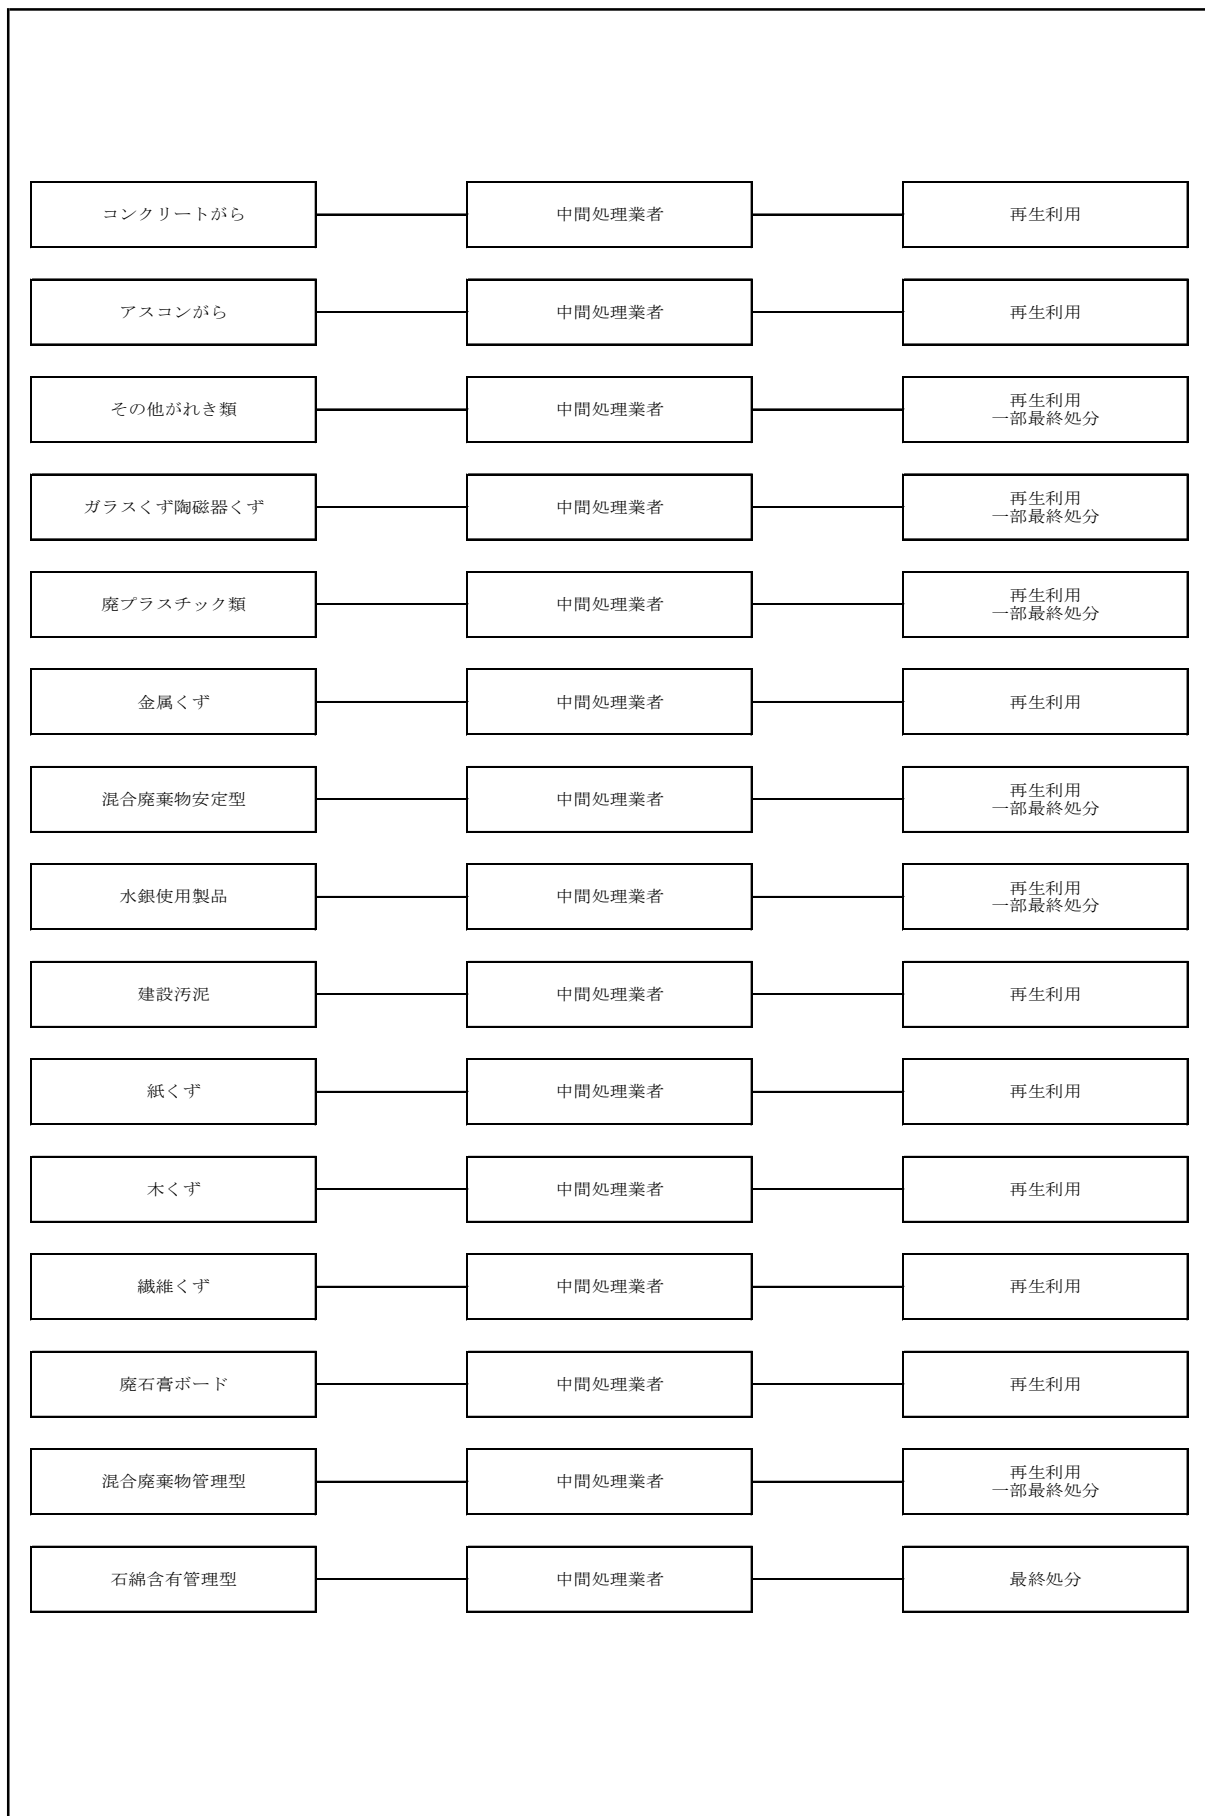 コンクリートがら
中間処理業者
再生利用
アスコンがら
中間処理業者
再生利用
その他がれき類
中間処理業者
再生利用
一部最終処分
ガラスくず陶磁器くず
中間処理業者
再生利用
一部最終処分
廃プラスチック類
中間処理業者
再生利用
一部最終処分
金属くず
中間処理業者
再生利用
混合廃棄物安定型
中間処理業者
再生利用
一部最終処分
水銀使用製品
中間処理業者
再生利用
一部最終処分
建設汚泥
中間処理業者
再生利用
紙くず
中間処理業者
再生利用
木くず
中間処理業者
再生利用
繊維くず
中間処理業者
再生利用
廃石膏ボード
中間処理業者
再生利用
混合廃棄物管理型
中間処理業者
再生利用
一部最終処分
石綿含有管理型
中間処理業者
最終処分